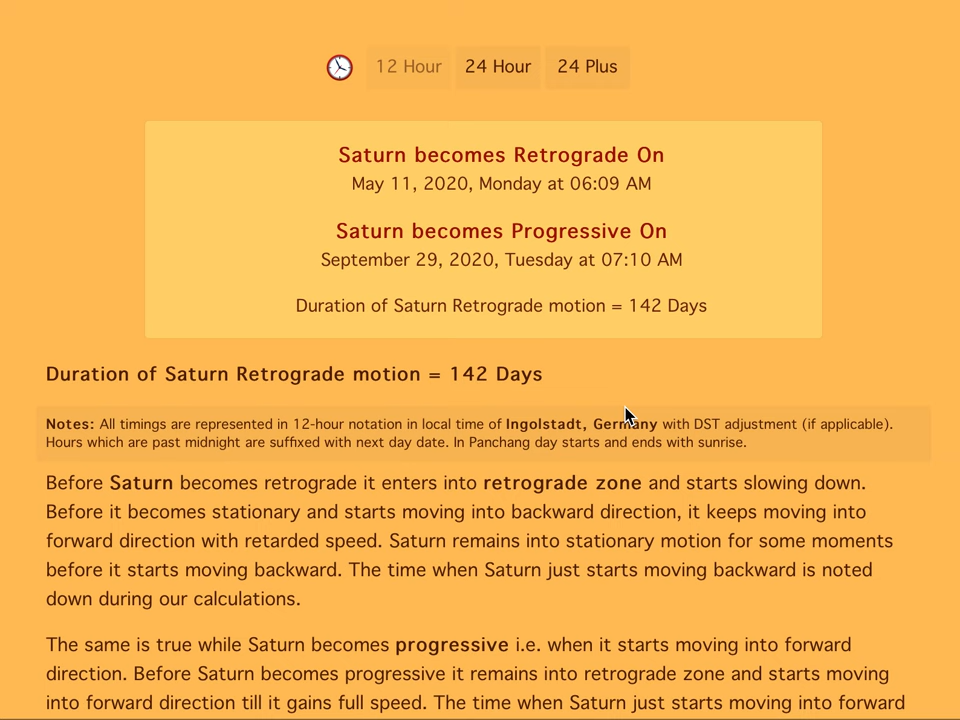 12 Hour 24 Hour 24 Plus
Saturn becomes Retrograde On
May 11, 2020, Monday at 06:09 AM
Saturn becomes Progressive On
September 29, 2020, Tuesday at 07:10 AM
Duration of Saturn Retrograde motion = 142 Days
Duration of Saturn Retrograde motion = 142 Days
Notes: All timings are represented in 12-hour notation in local time of Ingolstadt, Germany with DST adjustment (if applicable).
Hours which are past midnight are suffixed with next day date. In Panchang day starts and ends with sunrise.
Before Saturn becomes retrograde it enters into retrograde zone and starts slowing down.
Before it becomes stationary and starts moving into backward direction, it keeps moving into
forward direction with retarded speed. Saturn remains into stationary motion for some moments
before it starts moving backward. The time when Saturn just starts moving backward is noted
down during our calculations.
The same is true while Saturn becomes progressive i.e. when it starts moving into forward
direction. Before Saturn becomes progressive it remains into retrograde zone and starts moving
into forward direction till it gains full speed. The time when Saturn just starts moving into forward